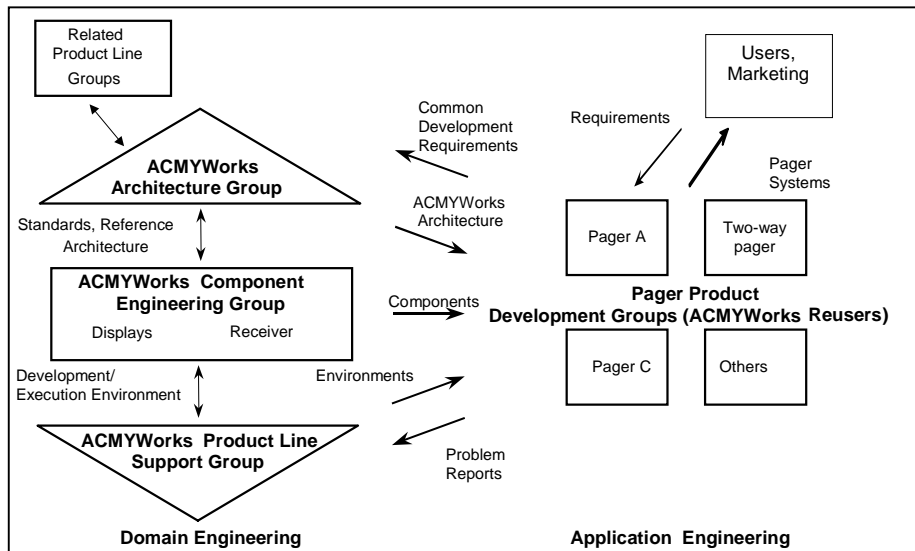 Related
Product Line
Groups
ACMYWorks
Architecture Group
Standards, Reference
Architecture
ACMYWorks Component
Engineering Group
Displays
Receiver
Development/
Execution Environment
ACMYWorks Product Line
Support Group
Domain Engineering
Common
Development
Requirements
ACMYWorks
Architecture
Components
Environments
Problem
Reports
Users,
Marketing
Requirements
Pager
Systems
Pager A
Two-way
pager
Pager Product
Development Groups (ACMYWorks Reusers)
Pager C
Others
Application Engineering